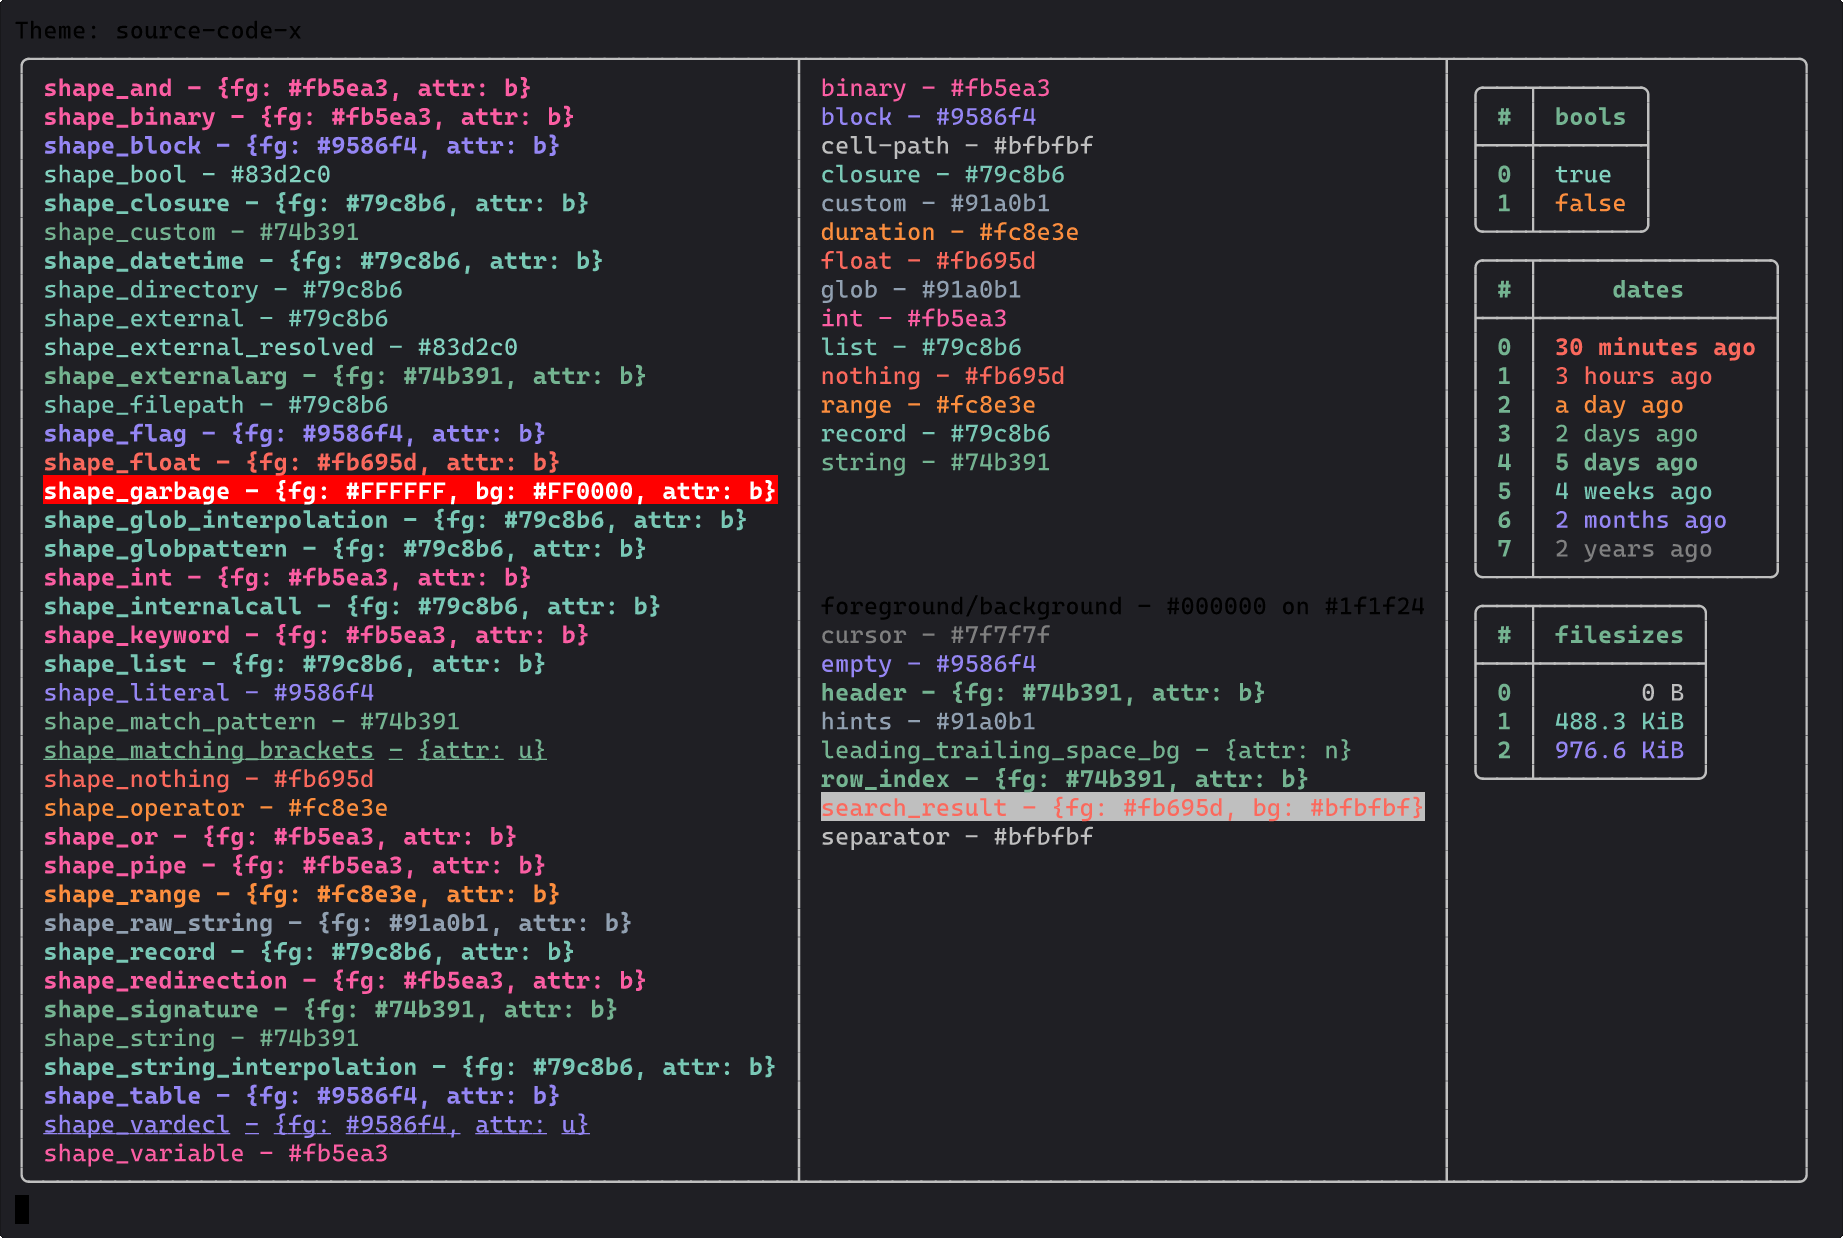 Theme: source-code-x
shape_and - {fg: #fb5ea3, attr: b}
shape_binary - {fg: #fb5ea3, attr: b}
shape_block - {fg: #9586f4, attr: b}
shape_bool - #83d2c0
shape_closure - {fg: #79c8b6, attr: b}
shape_custom - #74b391
shape_datetime - {fg: #79c8b6, attr: b}
shape_directory - #79c8b6
shape_external - #79c8b6
shape_external_resolved - #83d2c0
shape_externalarg - {fg: #74b391, attr: b}
shape_filepath - #79c8b6
shape_flag - {fg: #9586f4, attr: b}
shape_float - {fg: #fb695d, attr: b}
shape_garbage - {fg: #FFFFFF, bg: #FF0000, attr: b}
shape_glob_interpolation - {fg: #79c8b6, attr: b}
shape_globpattern - {fg: #79c8b6, attr: b}
shape_int - {fg: #fb5ea3, attr: b}
shape_internalcall - {fg: #79c8b6, attr: b}
shape_keyword - {fg: #fb5ea3, attr: b}
shape_list - {fg: #79c8b6, attr: b}
shape_literal - #9586f4
shape_match_pattern - #74b391
shape_matching_brackets - {attr: u}
shape_nothing - #fb695d
shape_operator - #fc8e3e
shape_or - {fg: #fb5ea3, attr: b}
shape_pipe - {fg: #fb5ea3, attr: b}
shape_range - {fg: #fc8e3e, attr: b}
shape_raw_string - {fg: #91a0b1, attr: b}
shape_record - {fg: #79c8b6, attr: b}
shape_redirection - {fg: #fb5ea3, attr: b}
shape_signature - {fg: #74b391, attr: b}
shape_string - #74b391
shape_string_interpolation - {fg: #79c8b6, attr: b}
shape_table - {fg: #9586f4, attr: b}
shape_vardecl - {fg: #9586f4, attr: u}
shape_variable - #fb5ea3
binary - #fb5ea3
block - #9586f4
cell-path - #bfbfbf
closure - #79c8b6
custom - #91a0b1
duration - #fc8e3e
float - #fb695d
glob - #91a0b1
int - #fb5ea3
list - #79c8b6
nothing - #fb695d
range - #fc8e3e
record - #79c8b6
string - #74b391
foreground/background - #000000 on #1f1f24
cursor - #7f7f7f
empty - #9586f4
header - {fg: #74b391, attr: b}
hints - #91a0b1
leading_trailing_space_bg - {attr: n}
row_index - {fg: #74b391, attr: b}
search_result - {fg: #fb695d, bg: #bfbfbf}
separator - #bfbfbf
# bools
0 true
1 false
# dates
0 30 minutes ago
1 3 hours ago
2 a day ago
3 2 days ago
4 5 days ago
5 4 weeks ago
6 2 months ago
7 2 years ago
# filesizes
0 0 B
1 488.3 KiB
2 976.6 KiB